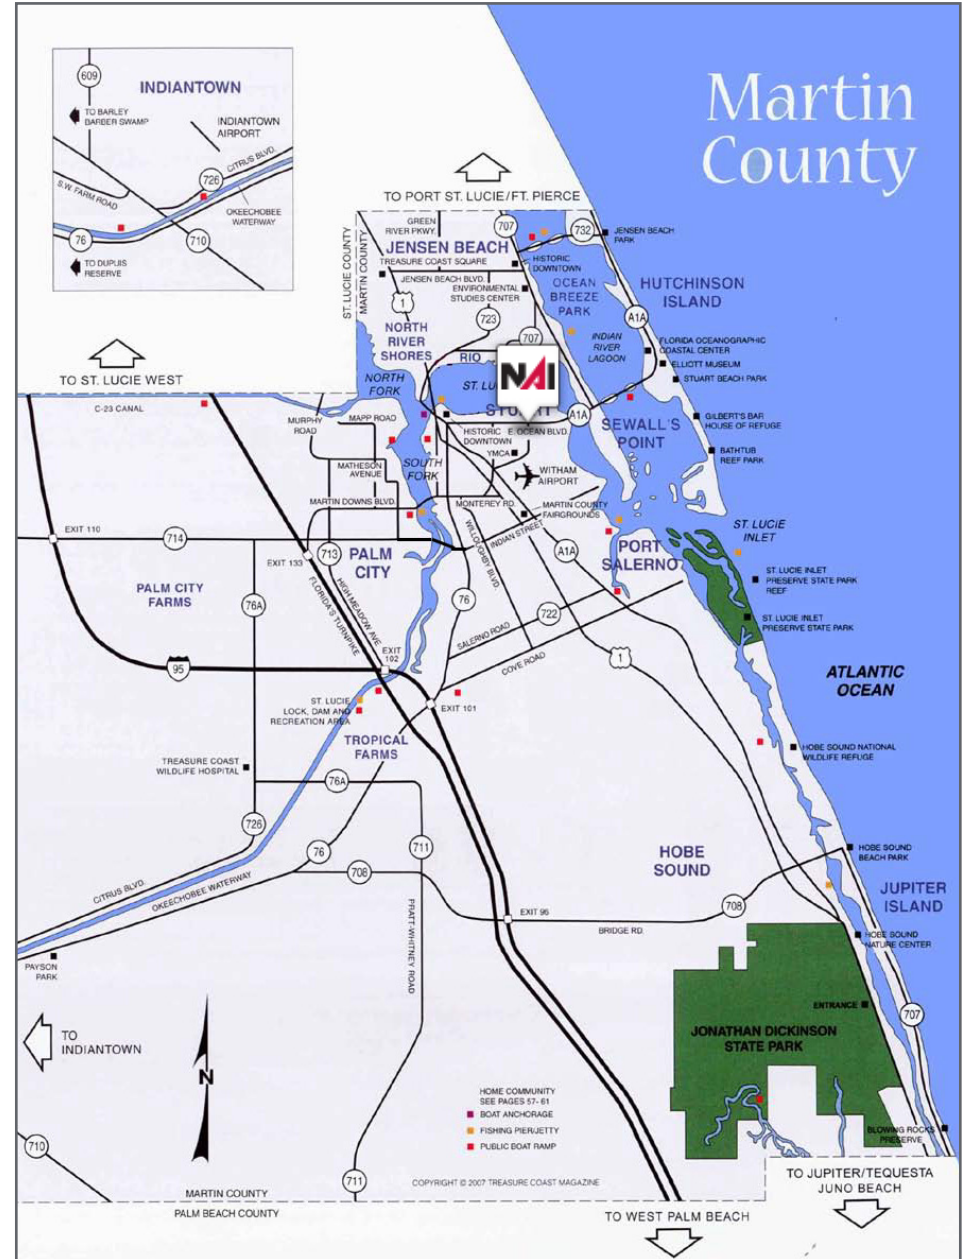 Martin
County
609
INDIANTOWN
TO BARLEY
BARBER SWAMP
INDIANTOWN
AIRPORT
CITRUS BLVD.
726
S.W. FARM ROAD
OKEECHOBEE
WATERWAY
76
710
TO DUPUIS
RESERVE
TO PORT ST. LUCIE/FT. PIERCE
GREEN
RIVER PKWY.
707
732
JENSEN BEACH
PARK
JENSEN BEACH
TREASURE COAST SQUARE
HISTORIC
DOWNTOWN
ST. LUCIE COUNTY
MARTIN COUNTY
JENSEN BEACH BLVD.
ENVIRONMENTAL
STUDIES CENTER
OCEAN
BREEZE
PARK
HUTCHINSON
ISLAND
1
723
A1A
NORTH
RIVER
SHORES
707
INDIAN
RIVER
LAGOON
FLORIDA OCEANOGRAPHIC
COASTAL CENTER
RIO
ELLIOTT MUSEUM
TO ST. LUCIE WEST
NORTH
FORK
ST. LU
NAI
STUART BEACH PARK
C-23 CANAL
MURPHY
ROAD
MAPP ROAD
STUART
A1A
GILBERT'S BAR
HOUSE OF REFUGE
HISTORIC
DOWNTOWN
E. OCEAN BLVD.
SEWALL'S
POINT
YMCA
BATHTUB
REEF PARK
MATHESON
AVENUE
SOUTH
FORK
WITHAM
AIRPORT
MARTIN DOWNS BLVD.
MONTEREY RD.
MARTIN COUNTY
FAIRGROUNDS
EXIT 110
714
INDIAN STREET
ST. LUCIE
INLET
EXIT 133
713
PALM
CITY
WILLOUGHBY BLVD.
A1A
PORT
SALERNO
ST. LUCIE INLET
PRESERVE STATE PARK
REEF
PALM CITY
FARMS
76A
HIGH MEADOW AVE.
FLORIDA'S TURNPIKE
76
722
ST. LUCIE INLET
PRESERVE STATE PARK
SALERNO ROAD
95
EXIT
102
COVE ROAD
1
ATLANTIC
OCEAN
ST. LUCIE
LOCK, DAM AND
RECREATION AREA
EXIT 101
TROPICAL
FARMS
HOBE SOUND NATIONAL
WILDLIFE REFUGE
TREASURE COAST
WILDLIFE HOSPITAL
76A
726
76
711
HOBE
SOUND
HOBE SOUND
BEACH PARK
708
CITRUS BLVD.
OKEECHOBEE WATERWAY
JUPITER
ISLAND
PRATT-WHITNEY ROAD
EXIT 96
708
BRIDGE RD.
HOBE SOUND
NATURE CENTER
PAYSON
PARK
ENTRANCE
707
TO
INDIANTOWN
JONATHAN DICKINSON
STATE PARK
N
HOME COMMUNITY
SEE PAGES 57- 61
BOAT ANCHORAGE
FISHING PIER/JETTY
PUBLIC BOAT RAMP
BLOWING ROCKS
PRESERVE
710
711
COPYRIGHT © 2007 TREASURE COAST MAGAZINE
MARTIN COUNTY
PALM BEACH COUNTY
TO JUPITER/TEQUESTA
JUNO BEACH
TO WEST PALM BEACH